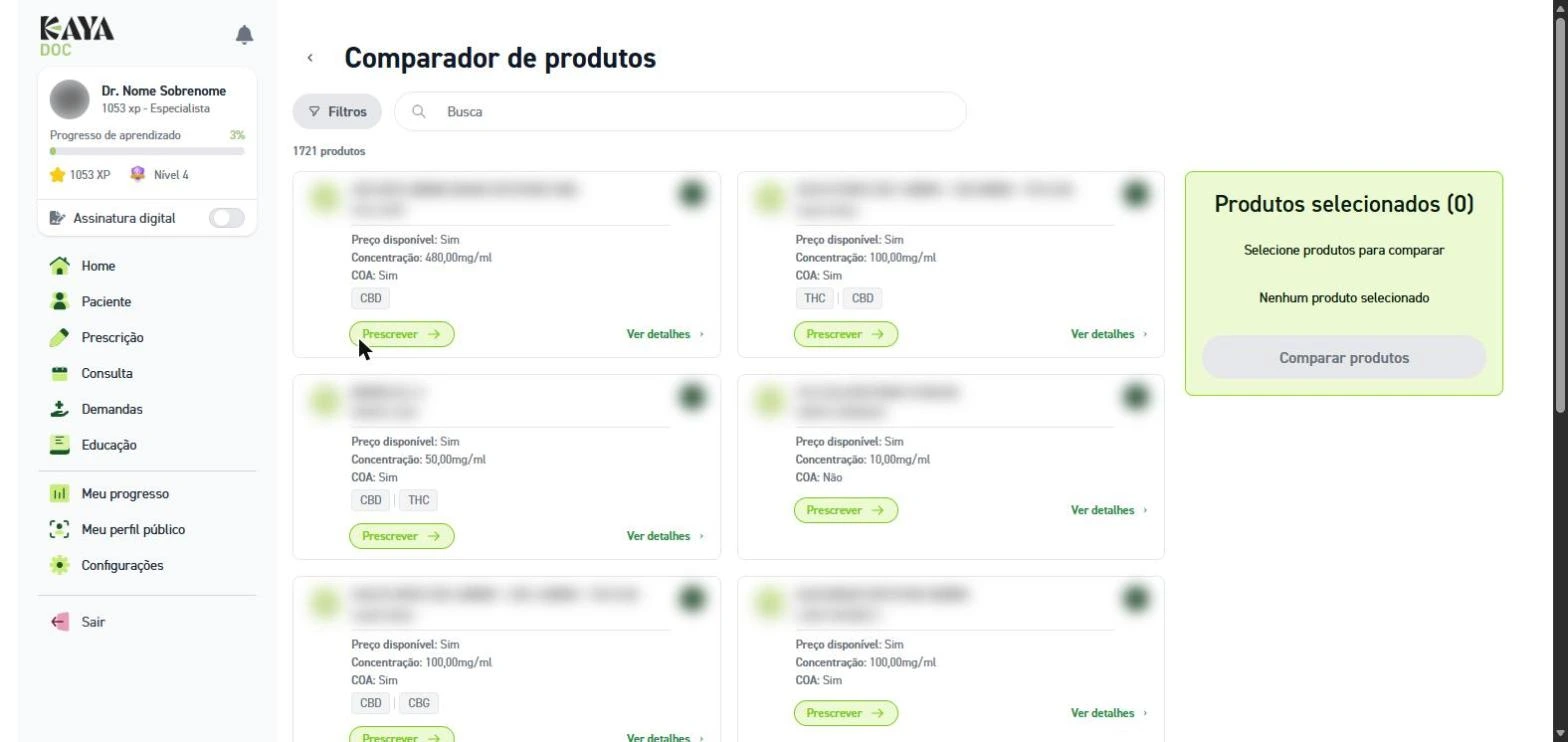 KAYA
DOC
Dr. Nome Sobrenome
1053 xp - Especialista
Progresso de aprendizado 3%
1053 XP Nível 4
Assinatura digital
Home
Paciente
Prescrição
Consulta
Demandas
Educação
Meu progresso
Meu perfil público
Configurações
Sair
Comparador de produtos
Filtros Busca
1721 produtos
Preço disponível: Sim
Concentração: 480,00mg/ml
COA: Sim
CBD
Prescrever Ver detalhes
Preço disponível: Sim
Concentração: 100,00mg/ml
COA: Sim
THC CBD
Prescrever Ver detalhes
Preço disponível: Sim
Concentração: 50,00mg/ml
COA: Sim
CBD THC
Prescrever Ver detalhes
Preço disponível: Sim
Concentração: 10,00mg/ml
COA: Não
Prescrever Ver detalhes
Preço disponível: Sim
Concentração: 100,00mg/ml
COA: Sim
CBD CBG
Prescrever Ver detalhes
Preço disponível: Sim
Concentração: 100,00mg/ml
COA: Sim
Prescrever Ver detalhes
Produtos selecionados (0)
Selecione produtos para comparar
Nenhum produto selecionado
Comparar produtos